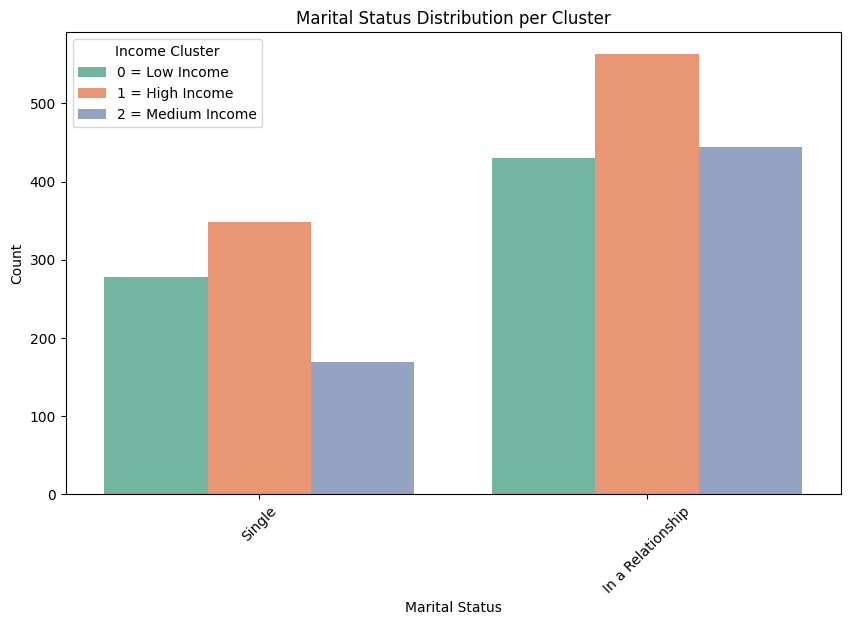 Marital Status Distribution per Cluster
Income Cluster
0 = Low Income
1 = High Income
2 = Medium Income
500
400
300
200
100
0
Count
Single
In a Relationship
Marital Status